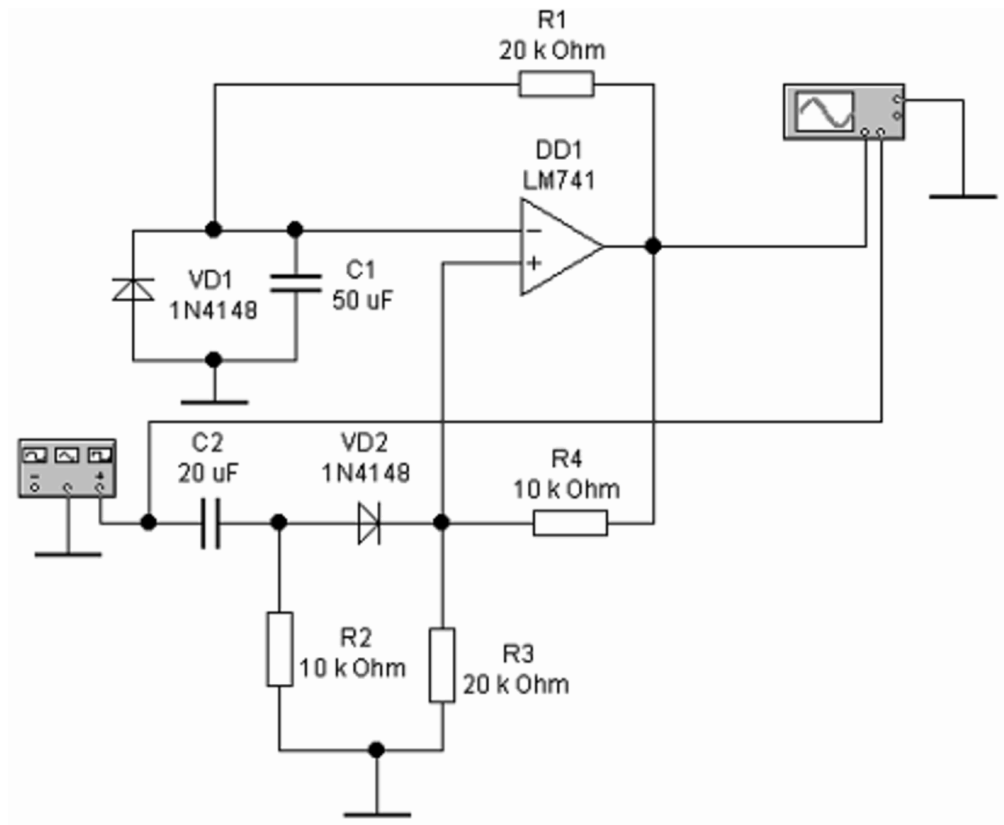 R1
20 k Ohm
DD1
LM741
VD1
1N4148
C1
50 uF
C2
20 uF
VD2
1N4148
R4
10 k Ohm
R2
10 k Ohm
R3
20 k Ohm